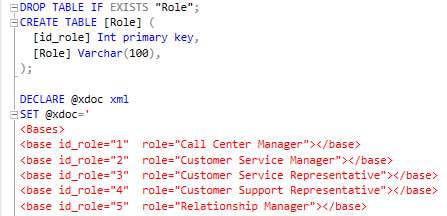 DROP TABLE IF EXISTS "Role";
CREATE TABLE [Role] (
[id_role] Int primary key,
[Role] Varchar(100),
);
DECLARE @xdoc xml
SET @xdoc='
<Bases>
<base id_role="1"  role="Call Center Manager"></base>
<base id_role="2"  role="Customer Service Manager"></base>
<base id_role="3"  role="Customer Service Representative"></base>
<base id_role="4"  role="Customer Support Representative"></base>
<base id_role="5"  role="Relationship Manager"></base>